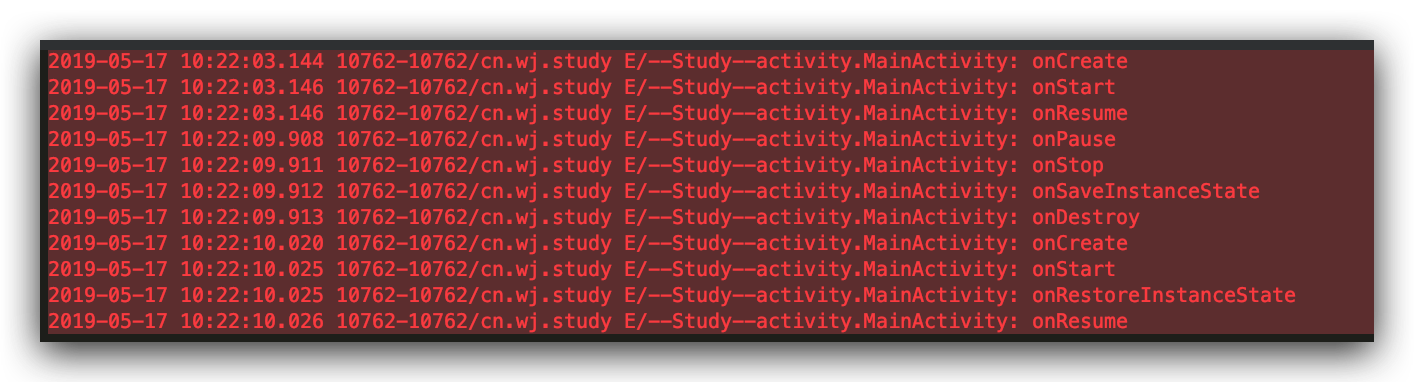 2019-05-17 10:22:03.144 10762-10762/cn.wj.study E/--Study--activity.MainActivity: onCreate
2019-05-17 10:22:03.146 10762-10762/cn.wj.study E/--Study--activity.MainActivity: onStart
2019-05-17 10:22:03.146 10762-10762/cn.wj.study E/--Study--activity.MainActivity: onResume
2019-05-17 10:22:09.908 10762-10762/cn.wj.study E/--Study--activity.MainActivity: onPause
2019-05-17 10:22:09.911 10762-10762/cn.wj.study E/--Study--activity.MainActivity: onStop
2019-05-17 10:22:09.912 10762-10762/cn.wj.study E/--Study--activity.MainActivity: onSaveInstanceState
2019-05-17 10:22:09.913 10762-10762/cn.wj.study E/--Study--activity.MainActivity: onDestroy
2019-05-17 10:22:10.020 10762-10762/cn.wj.study E/--Study--activity.MainActivity: onCreate
2019-05-17 10:22:10.025 10762-10762/cn.wj.study E/--Study--activity.MainActivity: onStart
2019-05-17 10:22:10.025 10762-10762/cn.wj.study E/--Study--activity.MainActivity: onRestoreInstanceState
2019-05-17 10:22:10.026 10762-10762/cn.wj.study E/--Study--activity.MainActivity: onResume